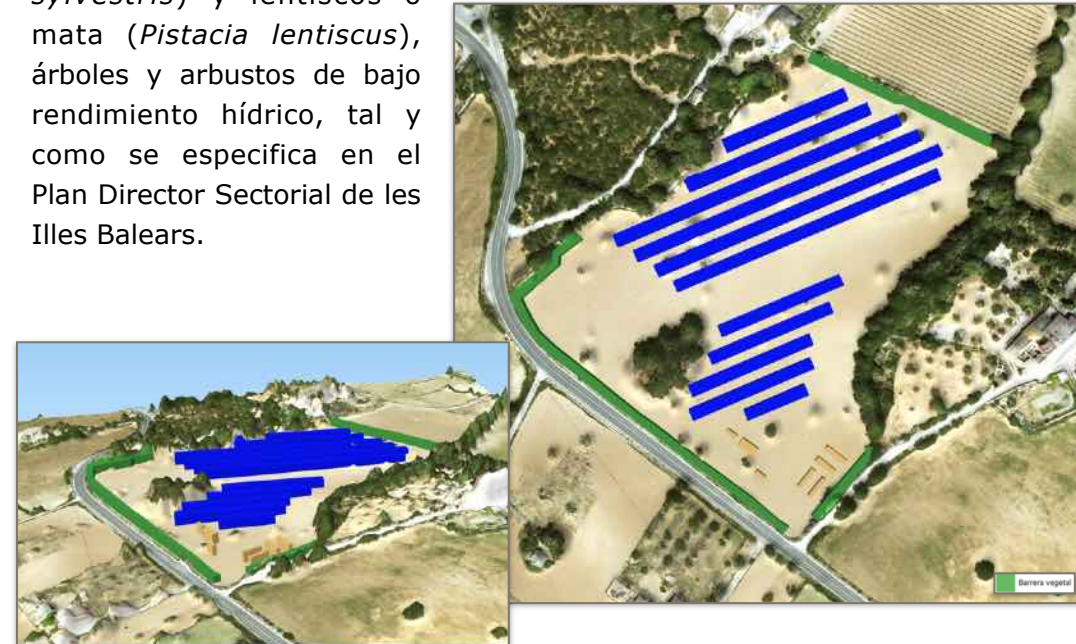 sylvestris) y lentiscos o
mata (Pistacia lentiscus),
árboles y arbustos de bajo
rendimiento hídrico, tal y
como se especifica en el
Plan Director Sectorial de les
Illes Balears.
Barrera vegetal